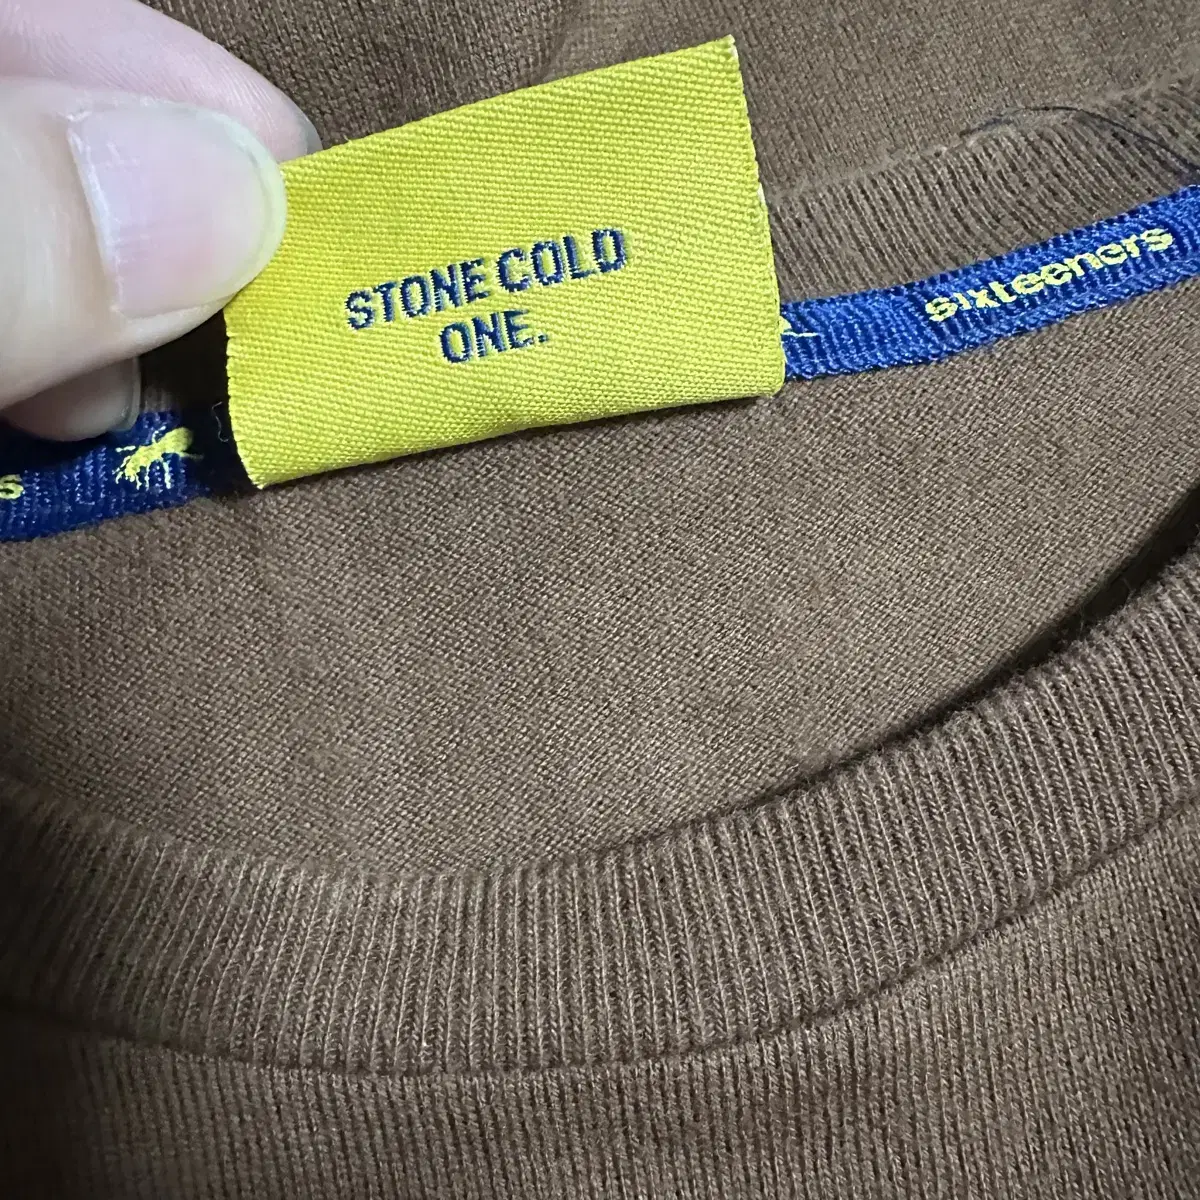 STONE COLD
ONE.
sixteeners
s